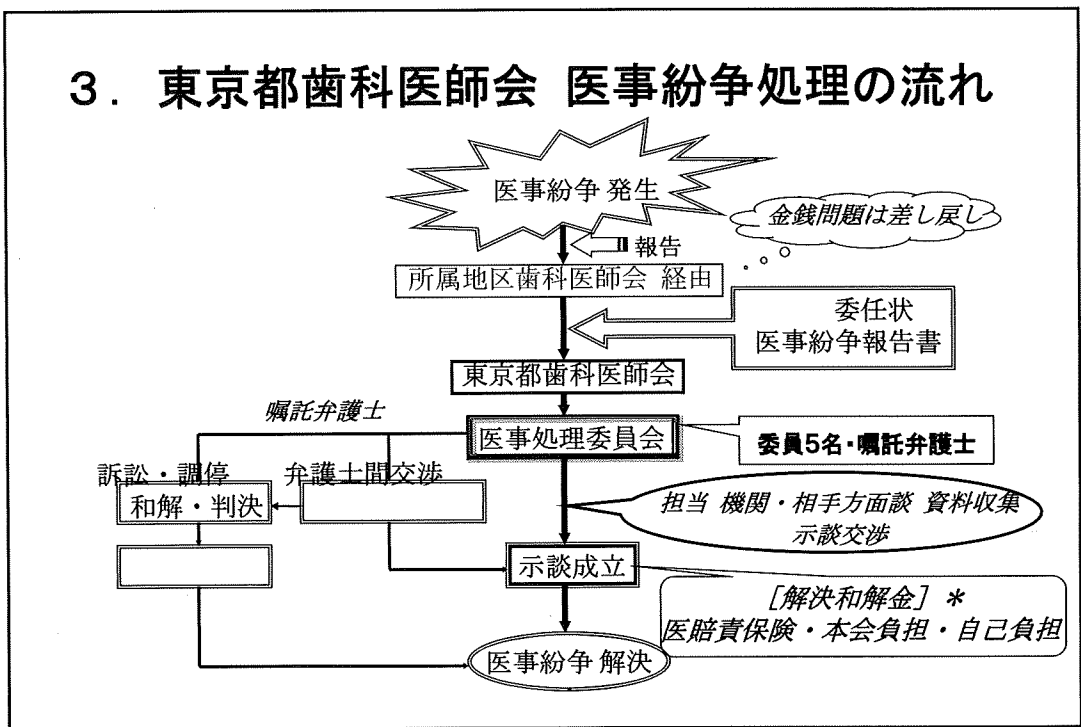 3. 東京都歯科医師会 医事紛争処理の流れ
医事紛争 発生
金銭問題は差し戻し
報告
所属地区歯科医師会 経由
委任状
医事紛争報告書
東京都歯科医師会
嘱託弁護士
医事処理委員会
委員5名・嘱託弁護士
訴訟・調停
弁護士間交渉
和解・判決
担当 機関・相手方面談 資料収集
示談交渉
示談成立
[解決和解金] *
医賠責保険・本会負担・自己負担
医事紛争 解決